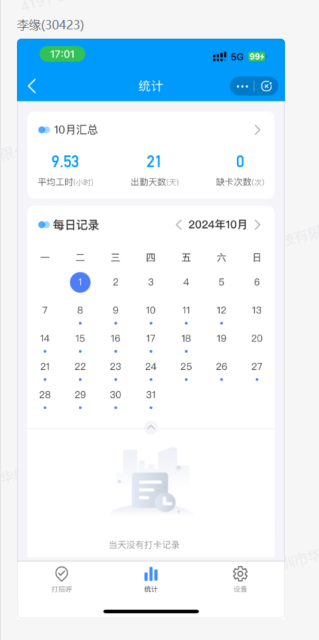 李缘(30423)
17:01
5G 99+
统计
10月汇总
9.53 21 0
平均工时(小时) 出勤天数(天) 缺卡次数(次)
每日记录 2024年10月
一 二 三 四 五 六 日
1 2 3 4 5 6
7 8 9 10 11 12 13
14 15 16 17 18 19 20
21 22 23 24 25 26 27
28 29 30 31
当天没有打卡记录
统计 设置